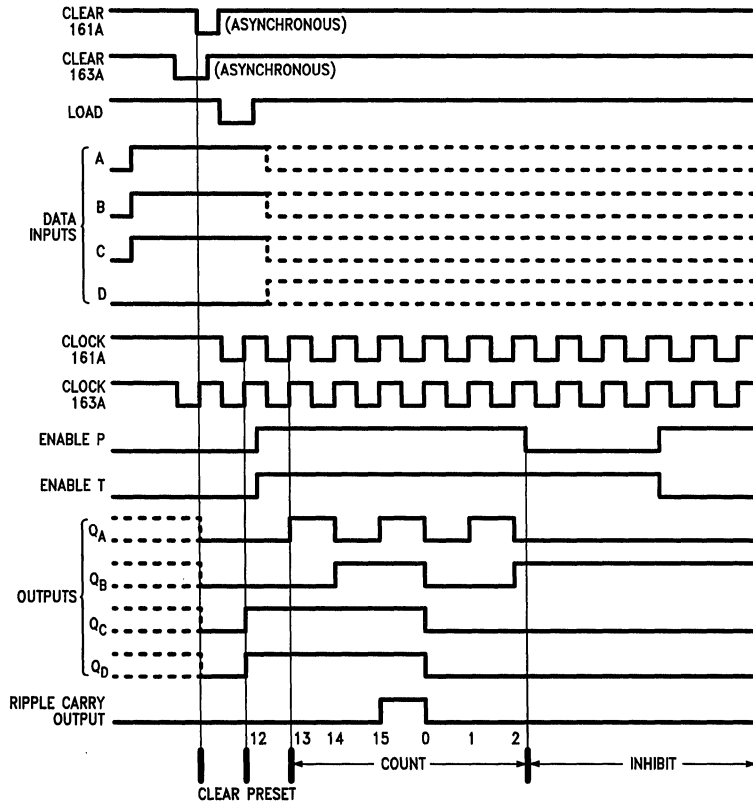 CLEAR
161A
(ASYNCHRONOUS)
CLEAR
163A
(ASYNCHRONOUS)
LOAD
DATA
INPUTS
A
B
C
D
CLOCK
161A
CLOCK
163A
ENABLE P
ENABLE T
OUTPUTS
QA
QB
QC
QD
RIPPLE CARRY
OUTPUT
12 13 14 15 0 1 2
COUNT
INHIBIT
CLEAR PRESET